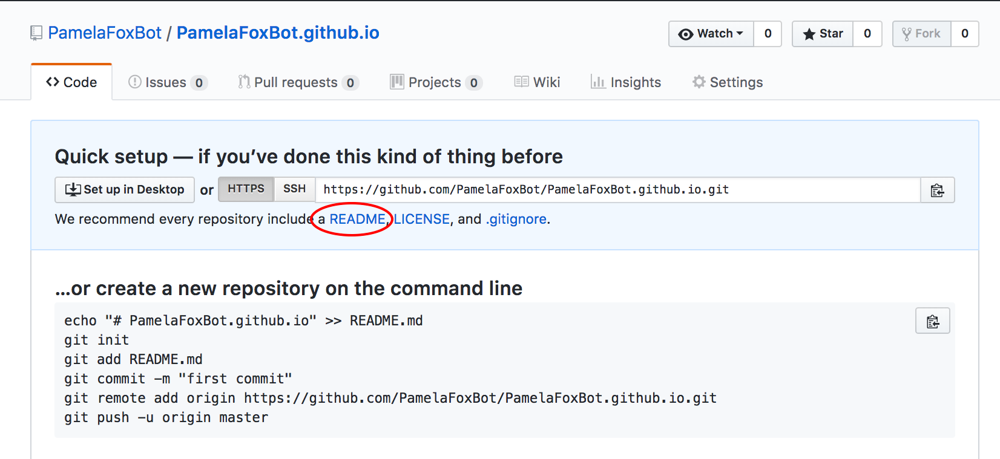 PamelaFoxBot / PamelaFoxBot.github.io
Watch 0 Star 0 Fork 0
Code Issues 0 Pull requests 0 Projects 0 Wiki Insights Settings
Quick setup — if you’ve done this kind of thing before
Set up in Desktop or HTTPS SSH https://github.com/PamelaFoxBot/PamelaFoxBot.github.io.git
We recommend every repository include a README, LICENSE, and .gitignore.
…or create a new repository on the command line
echo "# PamelaFoxBot.github.io" >> README.md
git init
git add README.md
git commit -m "first commit"
git remote add origin https://github.com/PamelaFoxBot/PamelaFoxBot.github.io.git
git push -u origin master